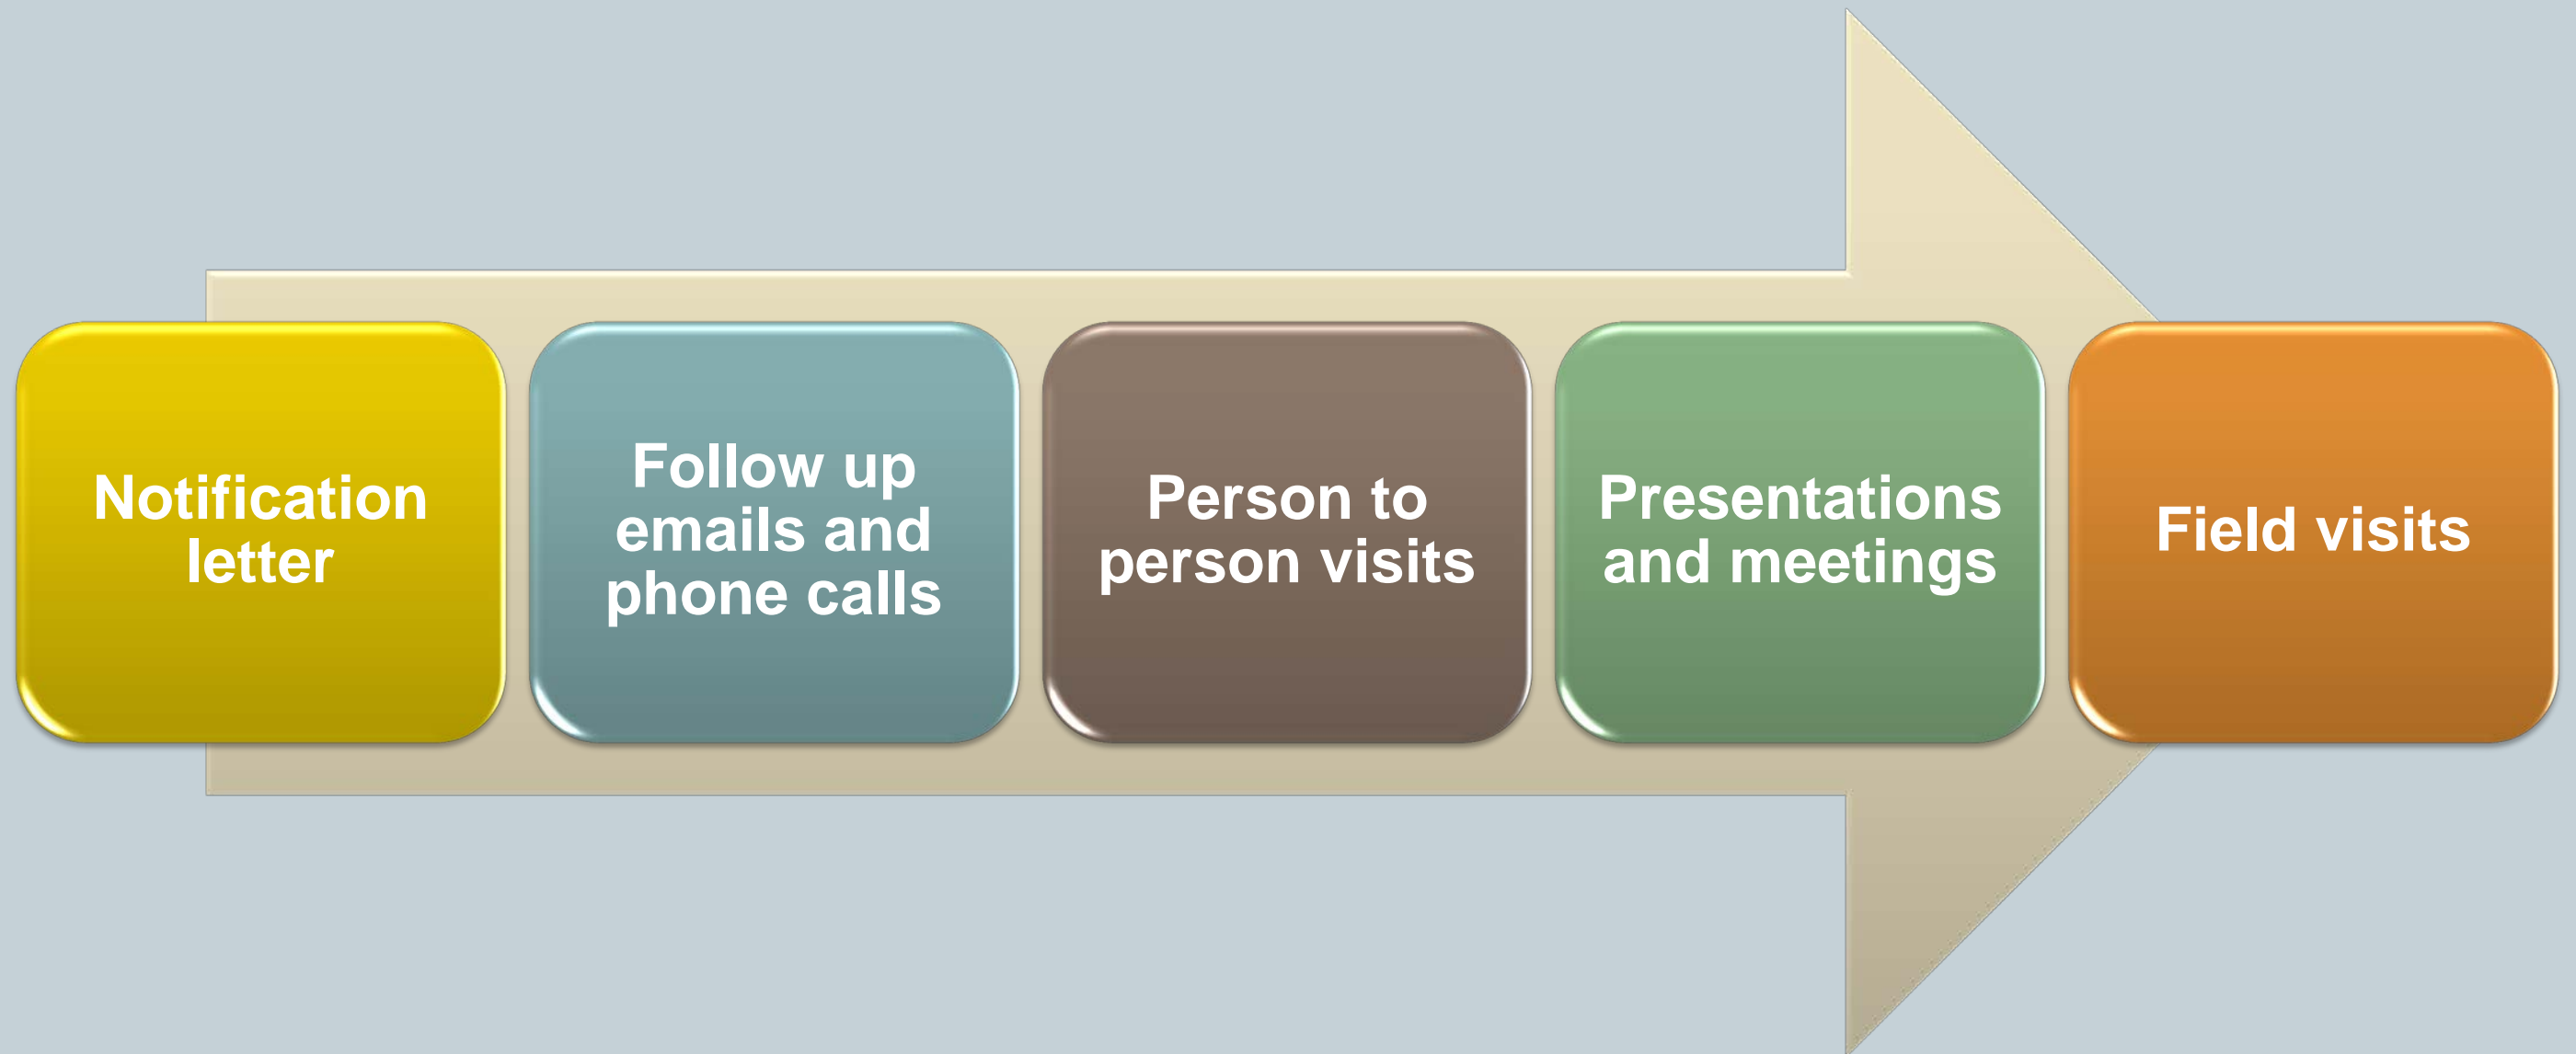 Notification
letter
Follow up
emails and
phone calls
Person to
person visits
Presentations
and meetings
Field visits